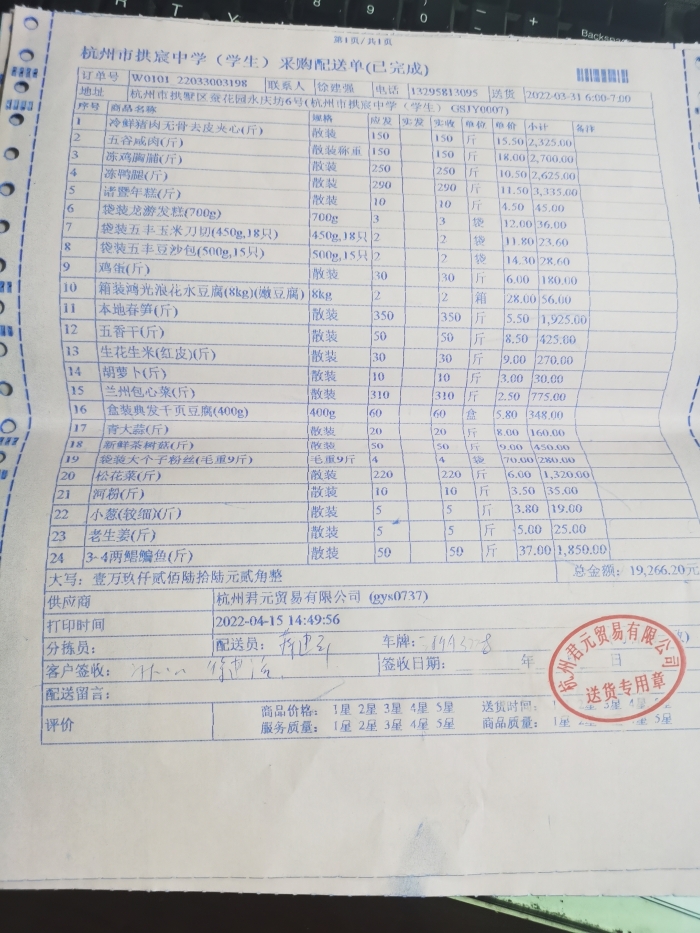 第1页/共1页
杭州市拱宸中学（学生）采购配送单(已完成)
订单号 W0101_22033003198 联系人 徐建强 电话 13295813095 送货 2022-03-31 6:00-7:00
地址 杭州市拱墅区荷花园永庆坊6号(杭州市拱宸中学（学生）GSJY0007)
序号 商品名称 规格 应发 实发 实收 单位 单价 小计 备注
1 冷鲜猪肉无骨去皮夹心(斤) 散装 150 150 斤 15.50 2,325.00
2 五谷咸肉(斤) 散装称重 150 150 斤 18.00 2,700.00
3 冻鸡胸脯(斤) 散装 250 250 斤 10.50 2,625.00
4 冻鸭腿(斤) 散装 290 290 斤 11.50 3,335.00
5 诸暨年糕(斤) 散装 10 10 斤 4.50 45.00
6 袋装龙游发糕(700g) 700g 3 3 袋 12.00 36.00
7 袋装五丰玉米刀切(450g,18只) 450g,18只 2 2 袋 11.80 23.60
8 袋装五丰豆沙包(500g,15只) 500g,15只 2 2 袋 14.30 28.60
9 鸡蛋(斤) 散装 30 30 斤 6.00 180.00
10 箱装鸿光浪花水豆腐(8kg)(嫩豆腐) 8kg 2 2 箱 28.00 56.00
11 本地春笋(斤) 散装 350 350 斤 5.50 1,925.00
12 五香干(斤) 散装 50 50 斤 8.50 425.00
13 生花生米(红皮)(斤) 散装 30 30 斤 9.00 270.00
14 胡萝卜(斤) 散装 10 10 斤 3.00 30.00
15 兰州包心菜(斤) 散装 310 310 斤 2.50 775.00
16 盒装典发千页豆腐(400g) 400g 60 60 盒 5.80 348.00
17 青大蒜(斤) 散装 20 20 斤 8.00 160.00
18 新鲜茶树菇(斤) 散装 50 50 斤 9.00 450.00
19 袋装大个子粉丝(毛重9斤) 毛重9斤 4 4 袋 70.00 280.00
20 松花菜(斤) 散装 220 220 斤 6.00 1,320.00
21 河粉(斤) 散装 10 10 斤 3.50 35.00
22 小葱(较细)(斤) 散装 5 5 斤 3.80 19.00
23 老生姜(斤) 散装 5 5 斤 5.00 25.00
24 3-4两鳃鳊鱼(斤) 散装 50 50 斤 37.00 1,850.00
大写：壹万玖仟贰佰陆拾陆元贰角整 总金额：19,266.20元
供应商 杭州君元贸易有限公司 (gys0737)
打印时间 2022-04-15 14:49:56
分拣员： 配送员： 车牌：
客户签收： 签收日期： 年 日
配送留言：
评价 商品价格： 1星 2星 3星 4星 5星 送货时间： 1星 2星 3星 4星 5星
服务质量： 1星 2星 3星 4星 5星 商品质量： 1星 2星 3星 4星 5星
杭州君元贸易有限公司
送货专用章
Backspace